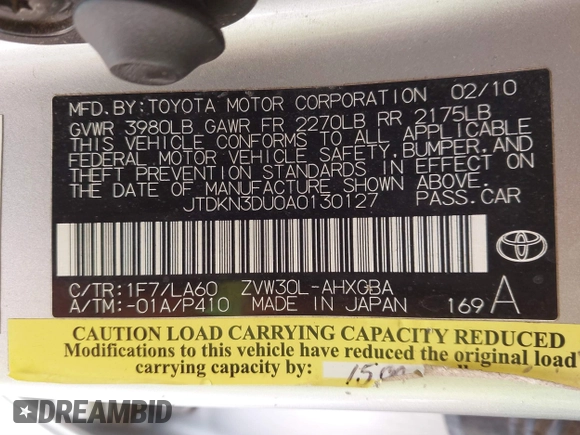 MFD. BY: TOYOTA MOTOR CORPORATION 02/10
GVWR 3980LB GAWR FR 2270LB RR 2175LB
THIS VEHICLE CONFORMS TO ALL APPLICABLE
FEDERAL MOTOR VEHICLE SAFETY, BUMPER, AND
THEFT PREVENTION STANDARDS IN EFFECT ON
THE DATE OF MANUFACTURE SHOWN ABOVE.
JTDKN3DU0A0130127 PASS. CAR
C/TR: 1F7/LA60 ZVW30L-AHXGBA
A/TM: -01A/P410 MADE IN JAPAN 169 A
TOYOTA
CAUTION LOAD CARRYING CAPACITY REDUCED
Modifications to this vehicle have reduced the original load
carrying capacity by: 15
DREAMBID